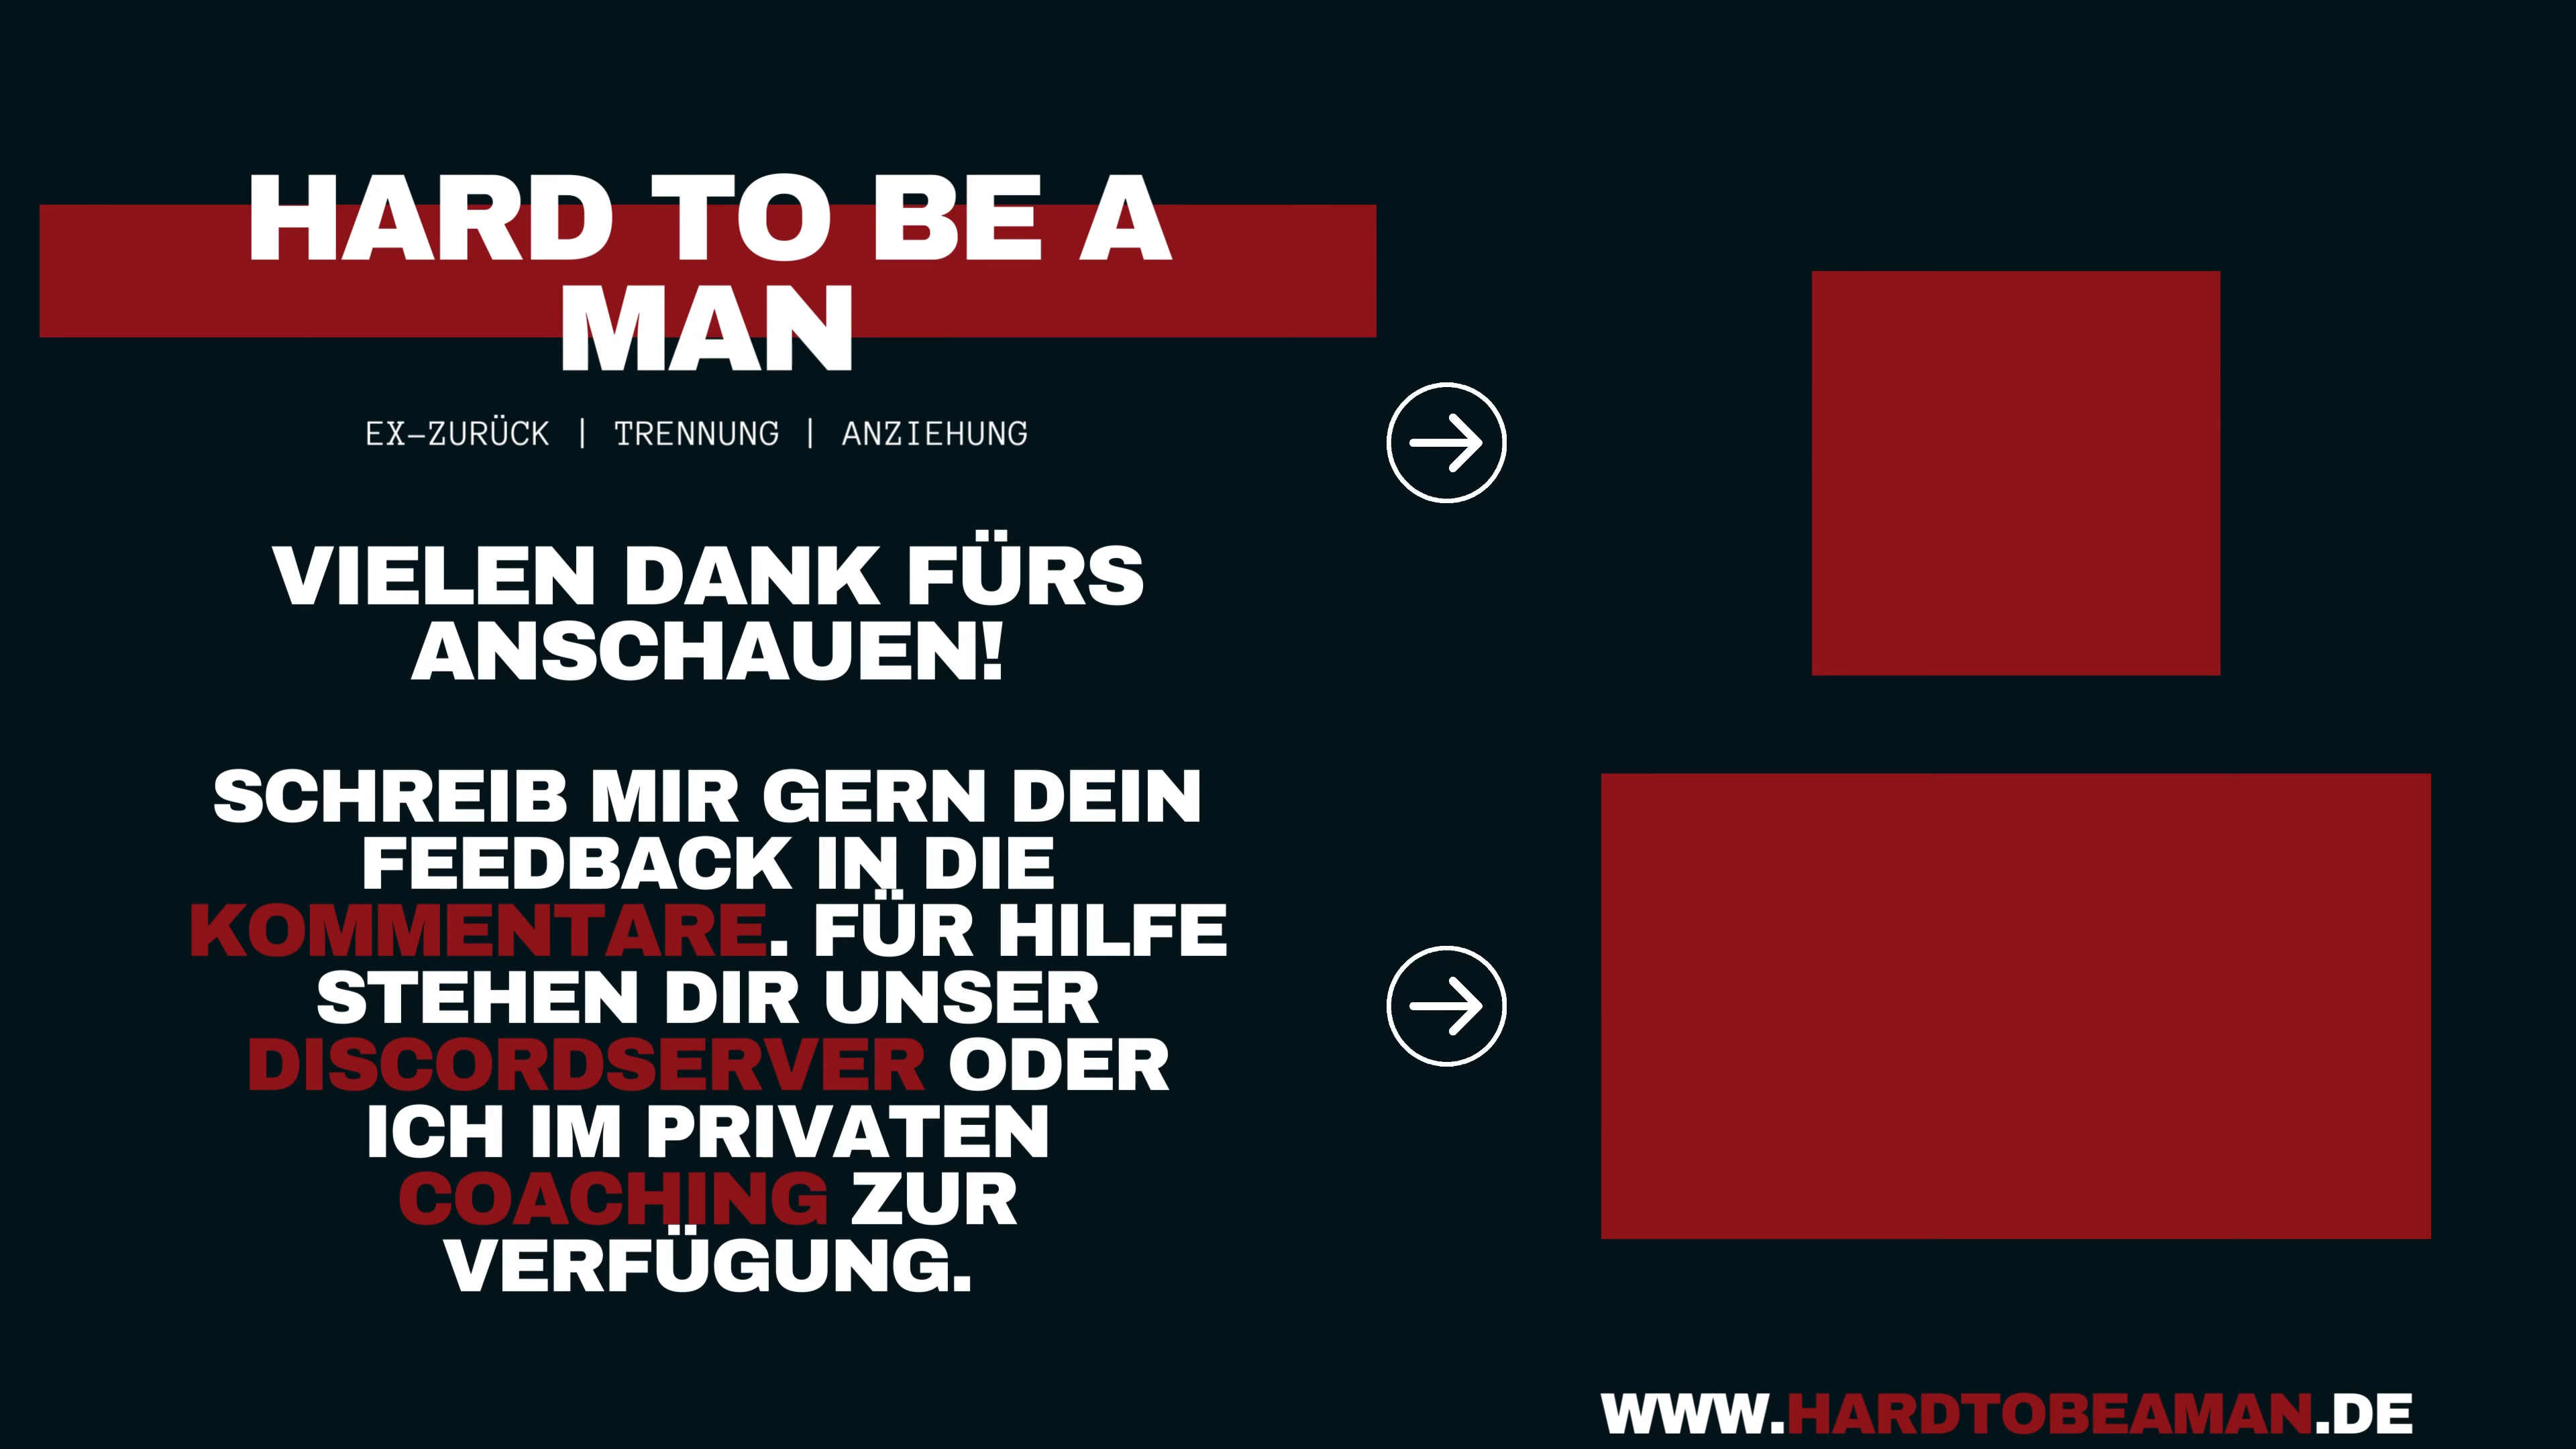 HARD TO BE A
MAN
EX-ZURÜCK | TRENNUNG | ANZIEHUNG
VIELEN DANK FÜRS
ANSCHAUEN!
SCHREIB MIR GERN DEIN
FEEDBACK IN DIE
KOMMENTARE. FÜR HILFE
STEHEN DIR UNSER
DISCORDSERVER ODER
ICH IM PRIVATEN
COACHING ZUR
VERFÜGUNG.
WWW.HARDTOBEAMAN.DE